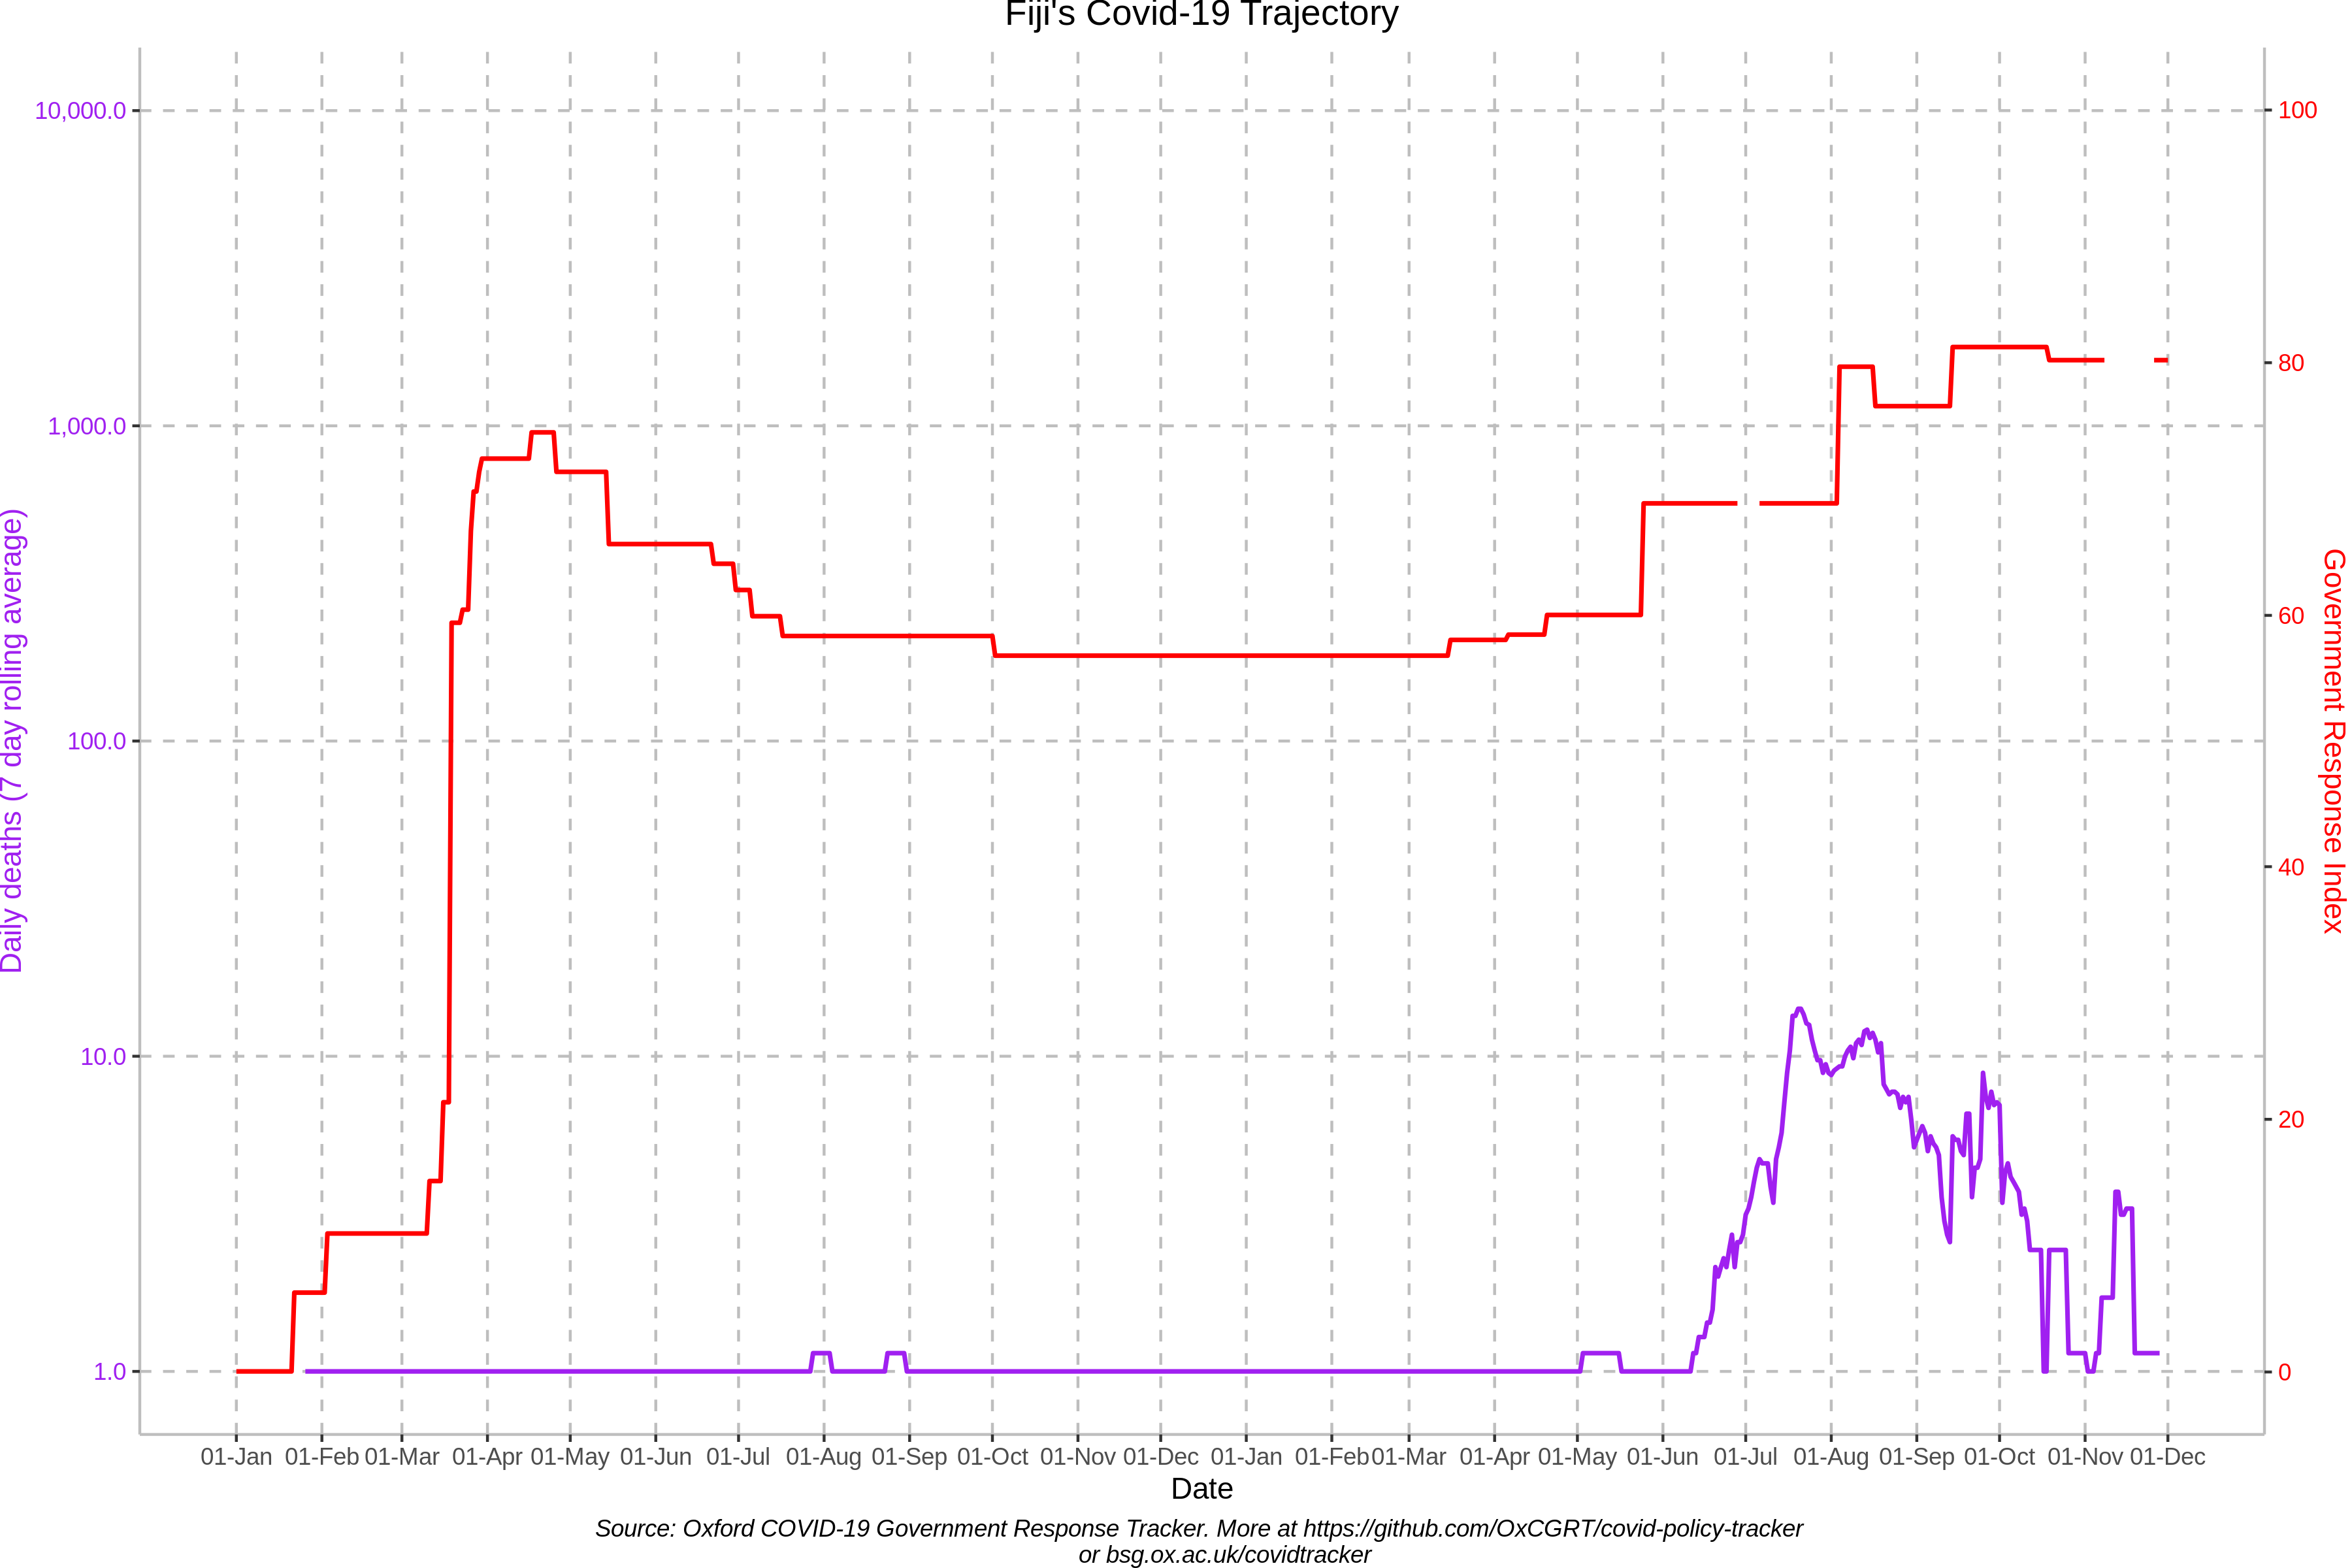 Fiji's Covid-19 Trajectory
10,000.0
1,000.0
100.0
10.0
1.0
Daily deaths (7 day rolling average)
100
80
60
40
20
0
Government Response Index
01-Jan 01-Feb 01-Mar 01-Apr 01-May 01-Jun 01-Jul 01-Aug 01-Sep 01-Oct 01-Nov 01-Dec 01-Jan 01-Feb 01-Mar 01-Apr 01-May 01-Jun 01-Jul 01-Aug 01-Sep 01-Oct 01-Nov 01-Dec
Date
Source: Oxford COVID-19 Government Response Tracker. More at https://github.com/OxCGRT/covid-policy-tracker
or bsg.ox.ac.uk/covidtracker